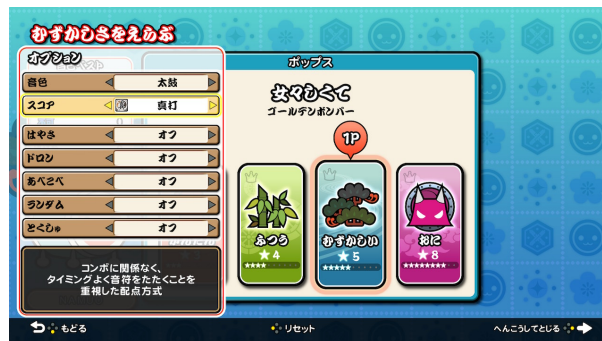 むずかしさをえらぶ
オプション
音色
太鼓
スコア
真打
はやさ
オフ
ドロン
オフ
あべこべ
オフ
ランダム
オフ
とくしゅ
オフ
コンボに関係なく、
タイミングよく音符をたたくことを
重視した配点方式
ポップス
女々しくて
ゴールデンボンバー
1P
ふつう
★4
むずかしい
★5
おに
★8
もどる
リセット
へんこうしてとじる